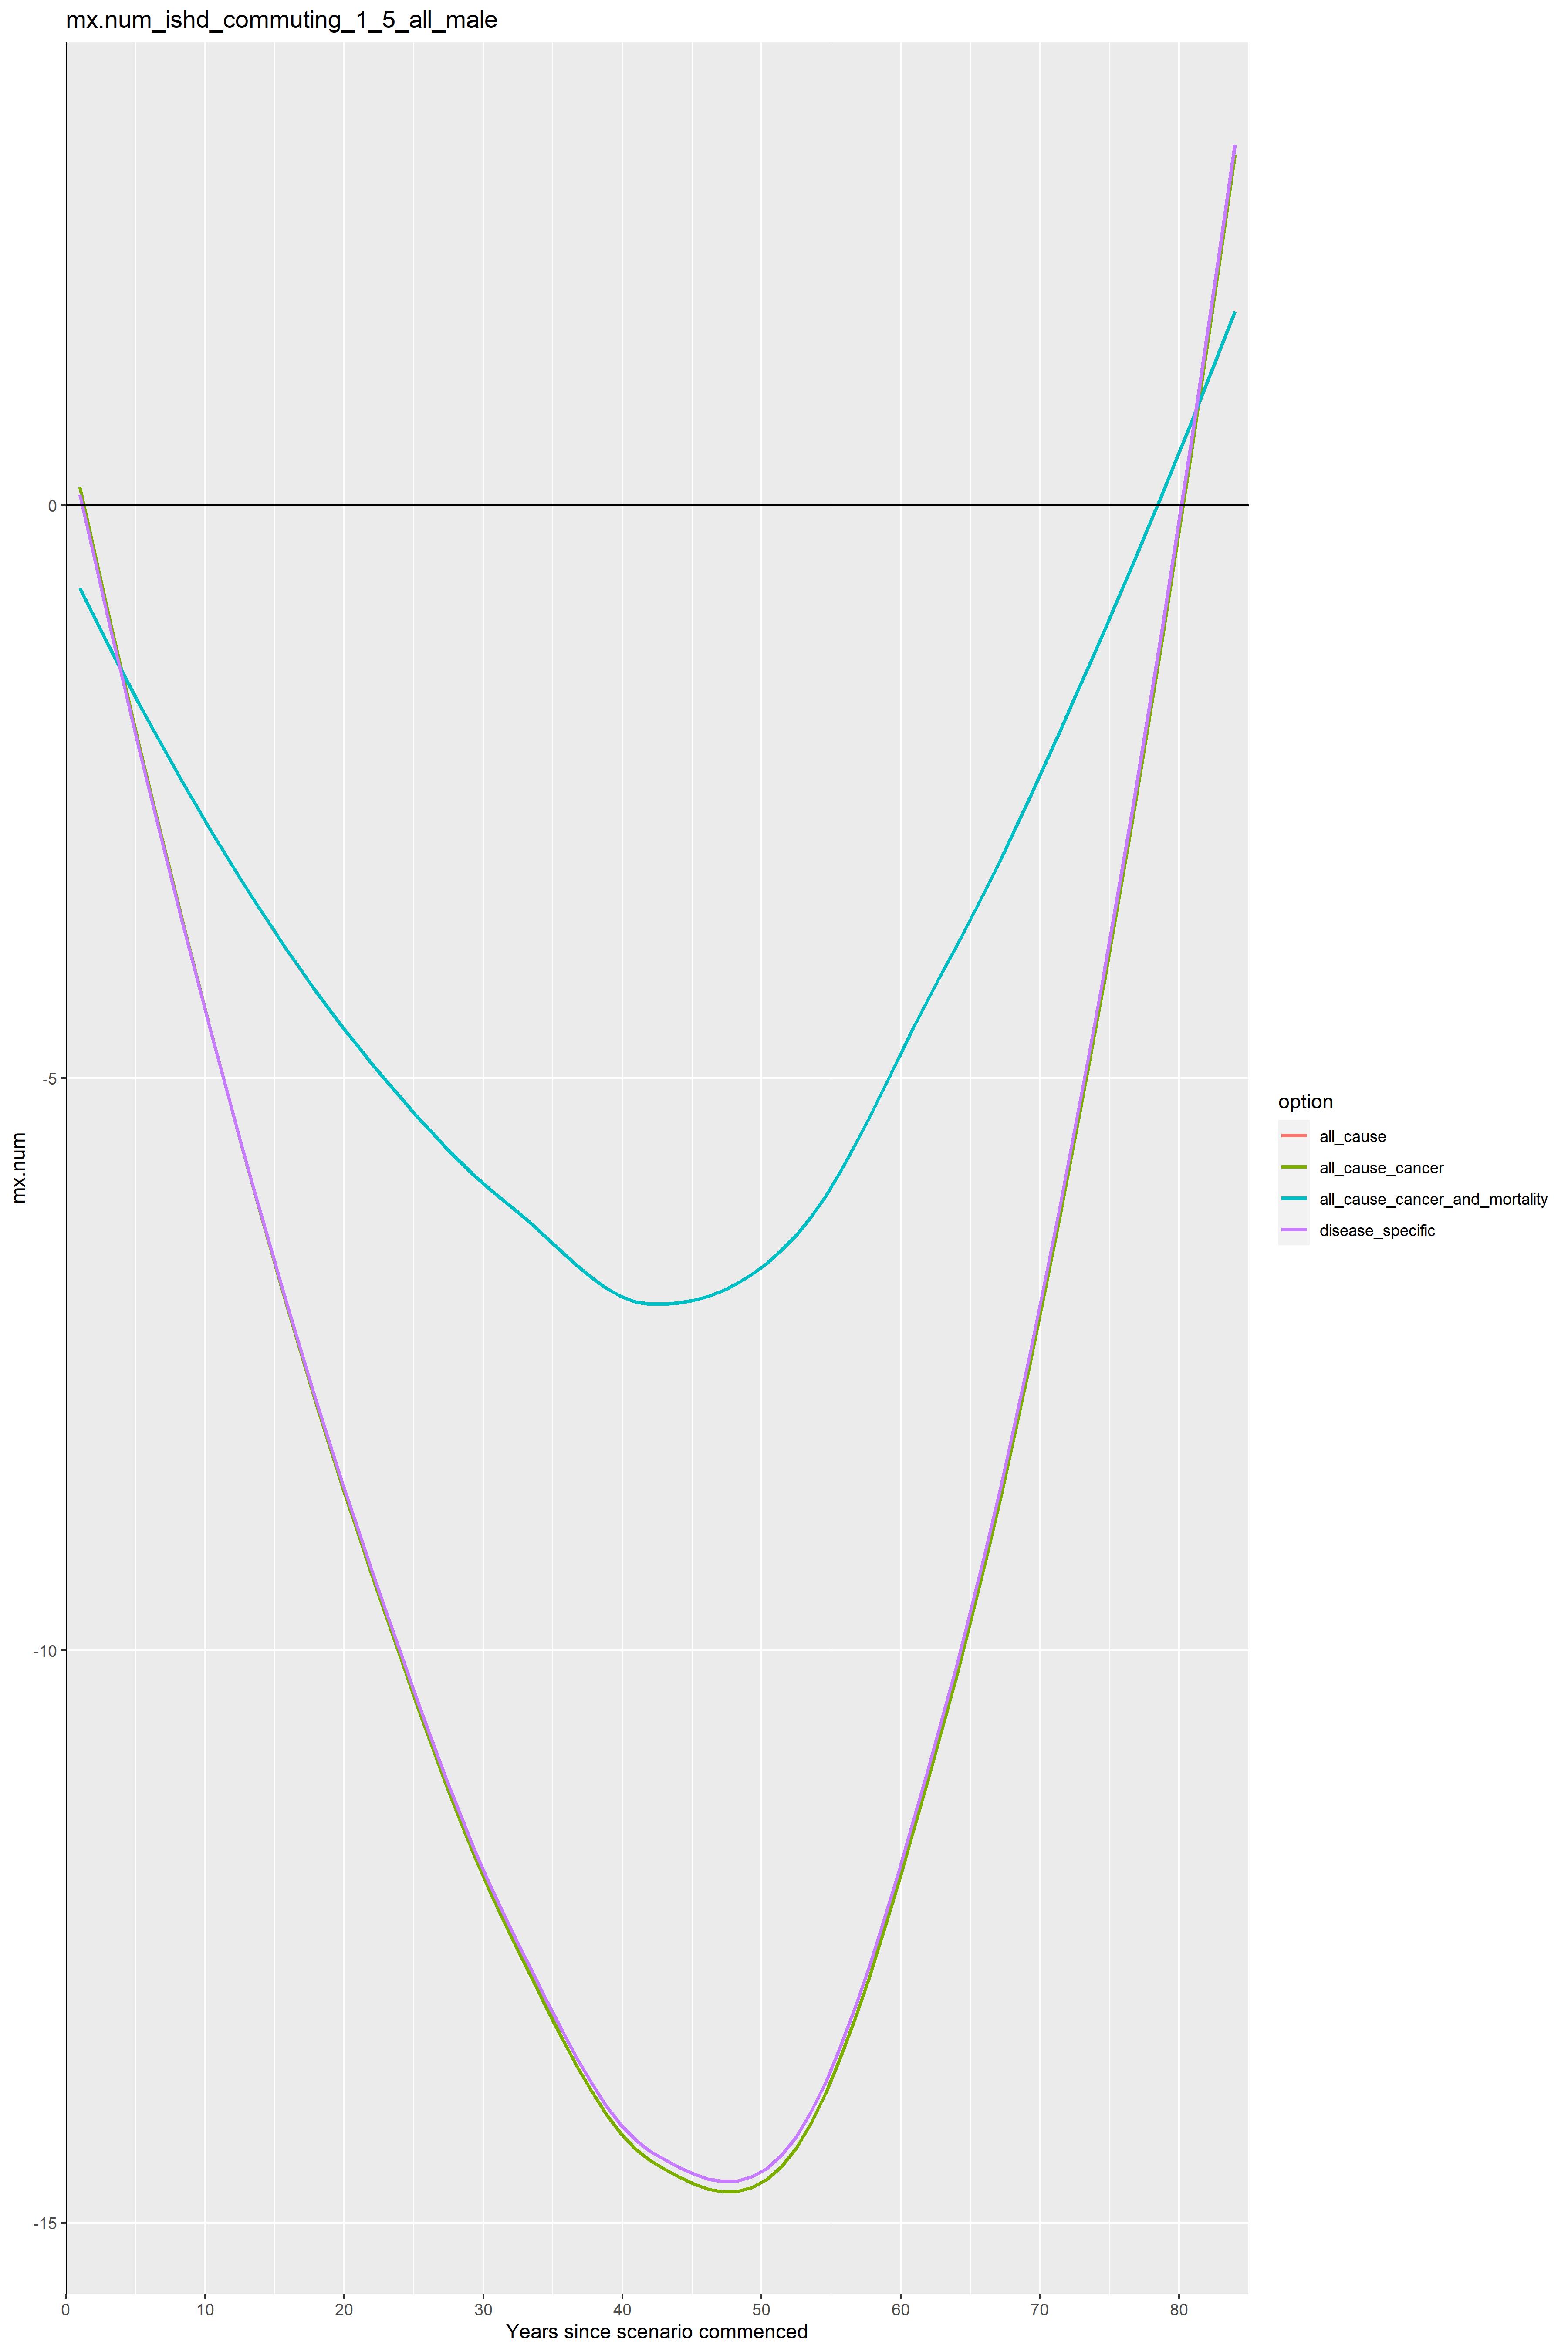 mx.num_ishd_commuting_1_5_all_male
0
-5
-10
-15
mx.num
0 10 20 30 40 50 60 70 80
Years since scenario commenced
option
all_cause
all_cause_cancer
all_cause_cancer_and_mortality
disease_specific